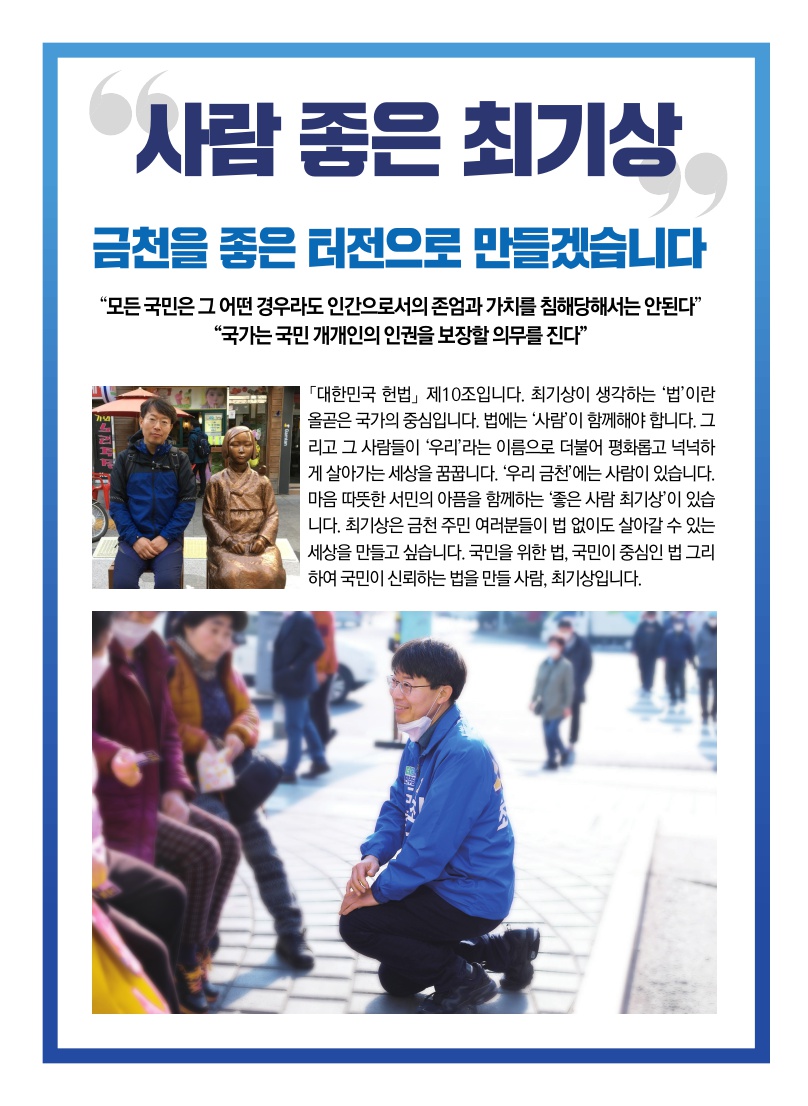 “사람 좋은 최기상”
금천을 좋은 터전으로 만들겠습니다
“모든 국민은 그 어떤 경우라도 인간으로서의 존엄과 가치를 침해당해서는 안된다”
“국가는 국민 개개인의 인권을 보장할 의무를 진다”
「대한민국 헌법」 제10조입니다. 최기상이 생각하는 ‘법’이란
올곧은 국가의 중심입니다. 법에는 ‘사람’이 함께해야 합니다. 그
리고 그 사람들이 ‘우리’라는 이름으로 더불어 평화롭고 넉넉하
게 살아가는 세상을 꿈꿉니다. ‘우리 금천’에는 사람이 있습니다.
마음 따뜻한 서민의 아픔을 함께하는 ‘좋은 사람 최기상’이 있습
니다. 최기상은 금천 주민 여러분들이 법 없이도 살아갈 수 있는
세상을 만들고 싶습니다. 국민을 위한 법, 국민이 중심인 법 그리
하여 국민이 신뢰하는 법을 만들 사람, 최기상입니다.